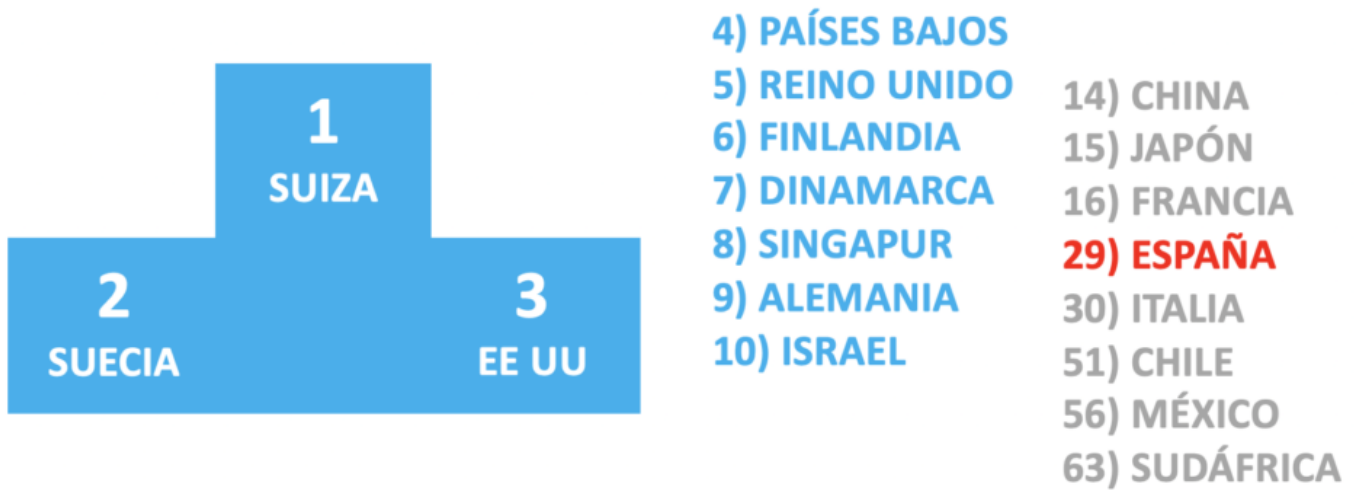 1
SUIZA
2
SUECIA
3
EE UU
4) PAÍSES BAJOS
5) REINO UNIDO
6) FINLANDIA
7) DINAMARCA
8) SINGAPUR
9) ALEMANIA
10) ISRAEL
14) CHINA
15) JAPÓN
16) FRANCIA
29) ESPAÑA
30) ITALIA
51) CHILE
56) MÉXICO
63) SUDÁFRICA